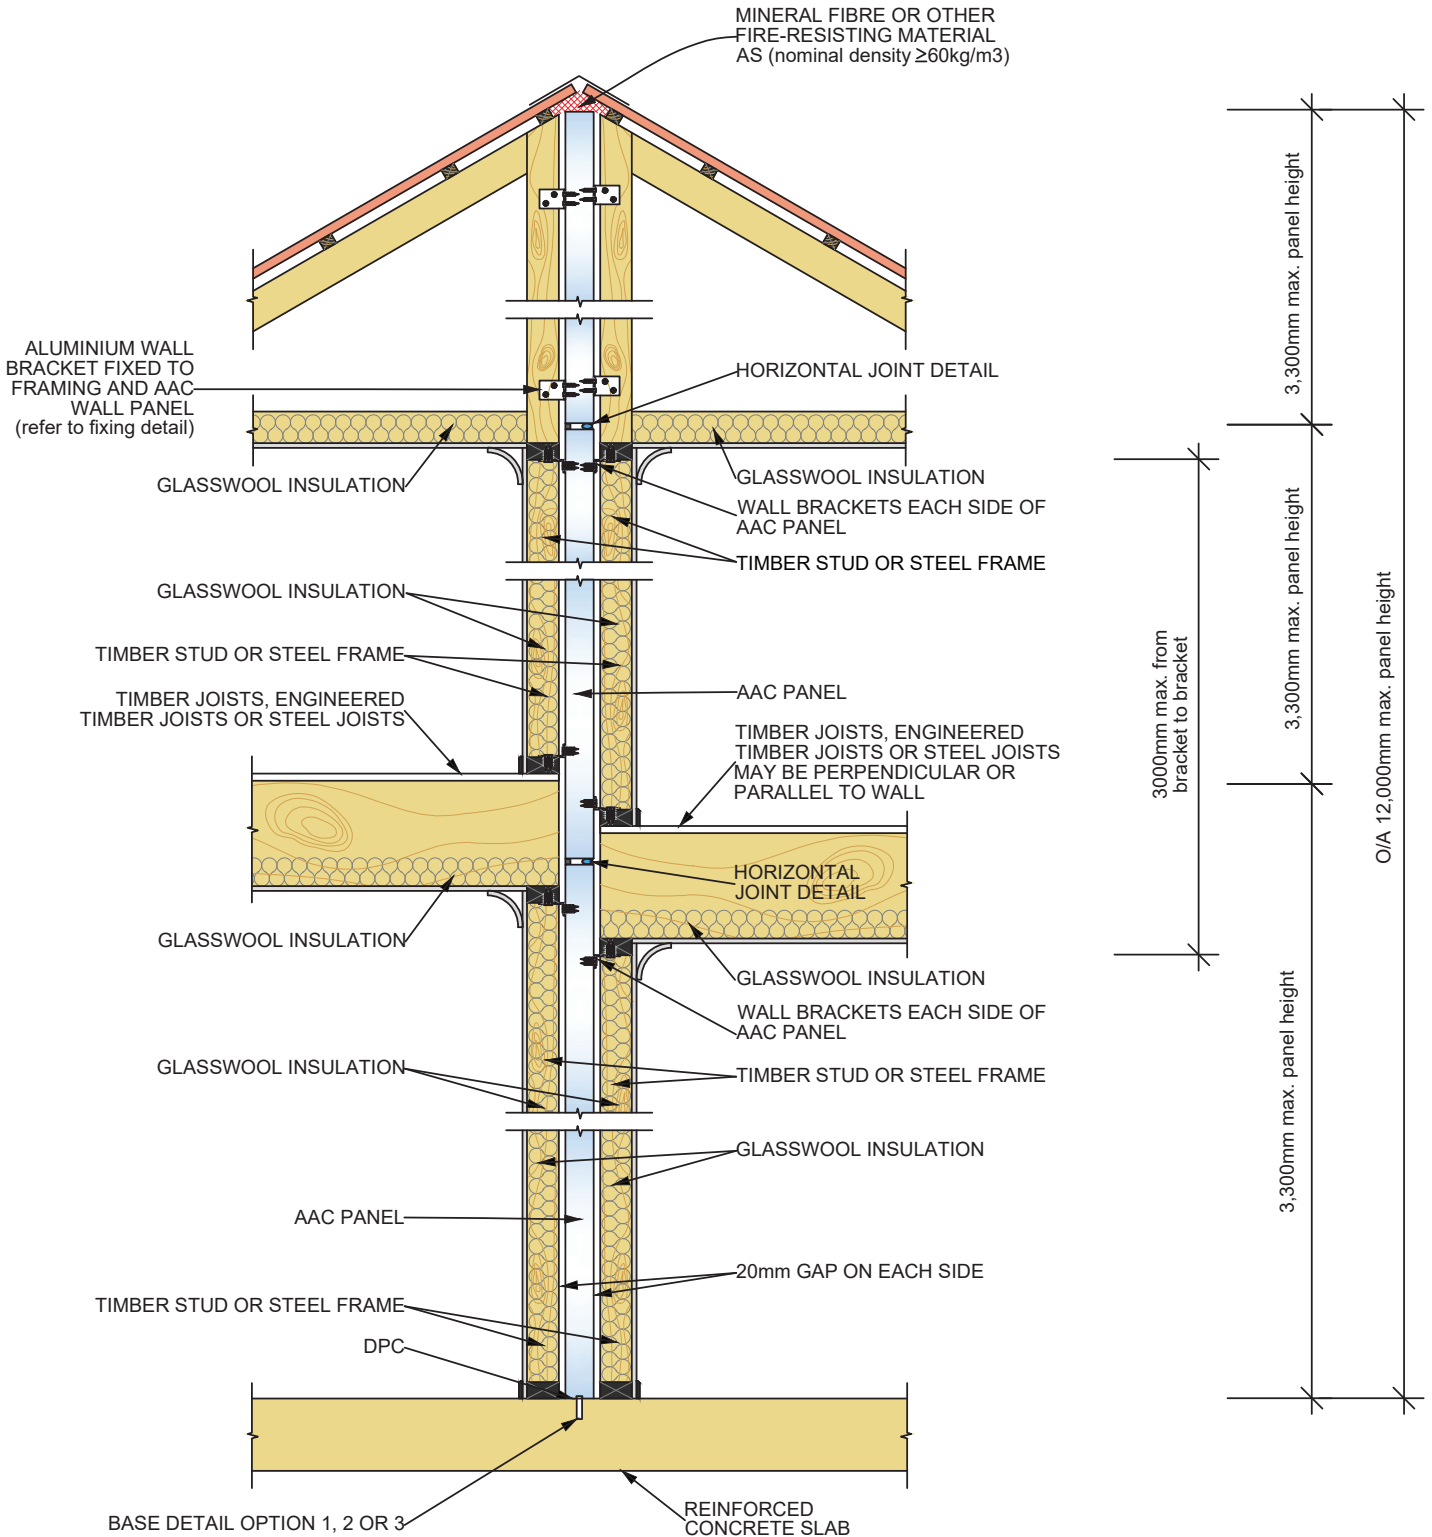 MINERAL FIBRE OR OTHER
FIRE-RESISTING MATERIAL
AS (nominal density ≥60kg/m3)
ALUMINIUM WALL
BRACKET FIXED TO
FRAMING AND AAC
WALL PANEL
(refer to fixing detail)
HORIZONTAL JOINT DETAIL
GLASSWOOL INSULATION
GLASSWOOL INSULATION
WALL BRACKETS EACH SIDE OF
AAC PANEL
TIMBER STUD OR STEEL FRAME
GLASSWOOL INSULATION
TIMBER STUD OR STEEL FRAME
AAC PANEL
TIMBER JOISTS, ENGINEERED
TIMBER JOISTS OR STEEL JOISTS
TIMBER JOISTS, ENGINEERED
TIMBER JOISTS OR STEEL JOISTS
MAY BE PERPENDICULAR OR
PARALLEL TO WALL
HORIZONTAL
JOINT DETAIL
GLASSWOOL INSULATION
GLASSWOOL INSULATION
WALL BRACKETS EACH SIDE OF
AAC PANEL
GLASSWOOL INSULATION
TIMBER STUD OR STEEL FRAME
GLASSWOOL INSULATION
AAC PANEL
20mm GAP ON EACH SIDE
TIMBER STUD OR STEEL FRAME
DPC
BASE DETAIL OPTION 1, 2 OR 3
REINFORCED
CONCRETE SLAB
3000mm max. from
bracket to bracket
3,300mm max. panel height
3,300mm max. panel height
3,300mm max. panel height
O/A 12,000mm max. panel height